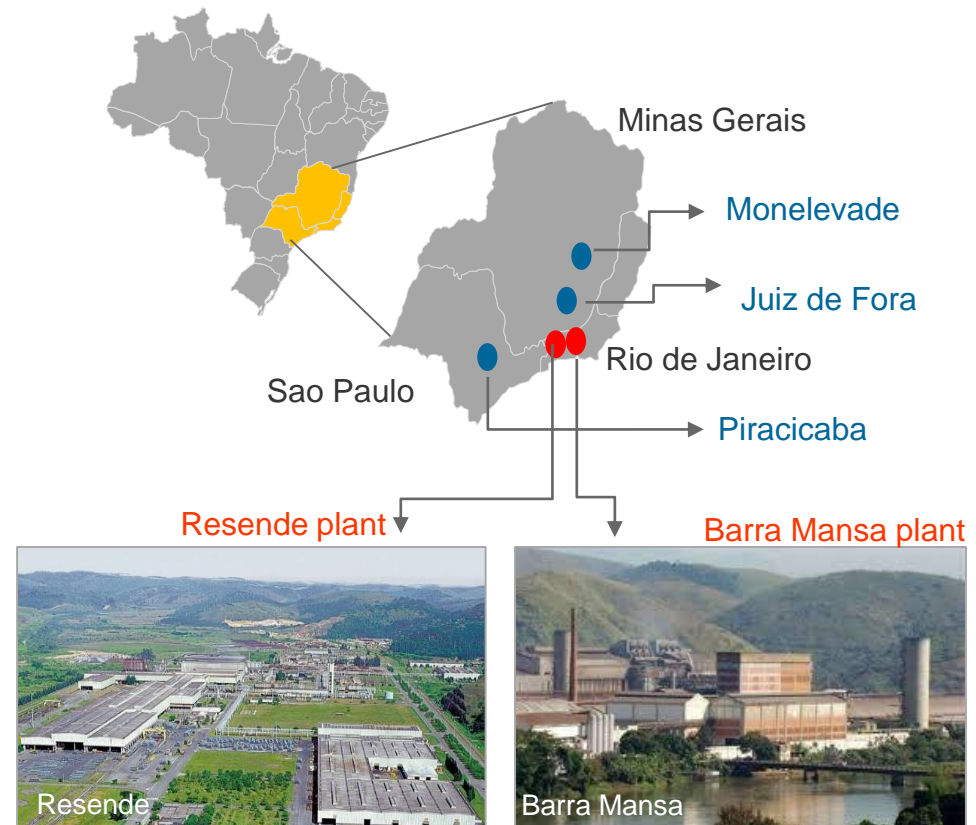 Minas Gerais
Monelevade
Juiz de Fora
Rio de Janeiro
Sao Paulo
Piracicaba
Resende plant
Barra Mansa plant
Resende
Barra Mansa